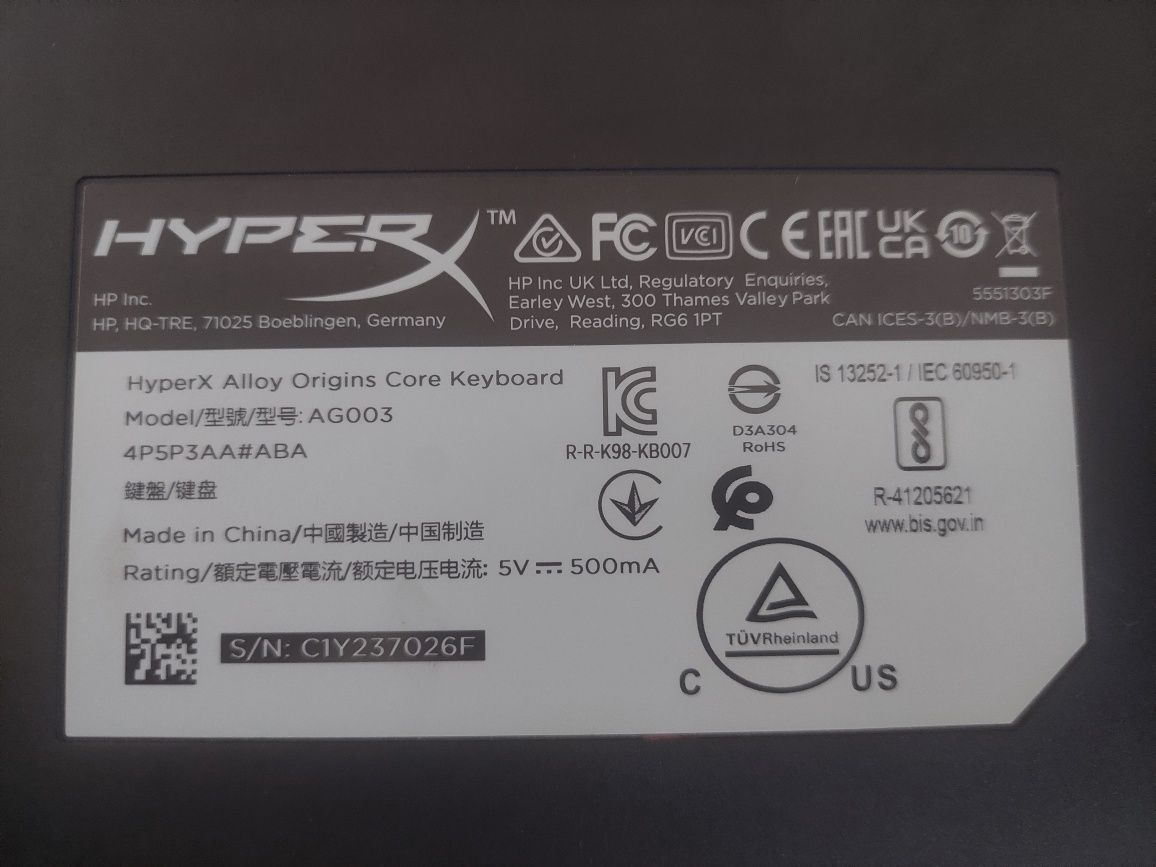 HYPERX™
FC VCCI CE EAC UK CA 10
HP Inc.
HP, HQ-TRE, 71025 Boeblingen, Germany
HP Inc UK Ltd, Regulatory Enquiries,
Earley West, 300 Thames Valley Park
Drive, Reading, RG6 1PT
5551303F
CAN ICES-3(B)/NMB-3(B)
HyperX Alloy Origins Core Keyboard
Model/型號/型号: AG003
4P5P3AA#ABA
鍵盤/键盘
Made in China/中國製造/中国制造
Rating/額定電壓電流/额定电压电流: 5V⎓500mA
S/N: C1Y237026F
R-R-K98-KB007
D3A304
RoHS
IS 13252-1 / IEC 60950-1
R-41205621
www.bis.gov.in
TÜVRheinland
C US